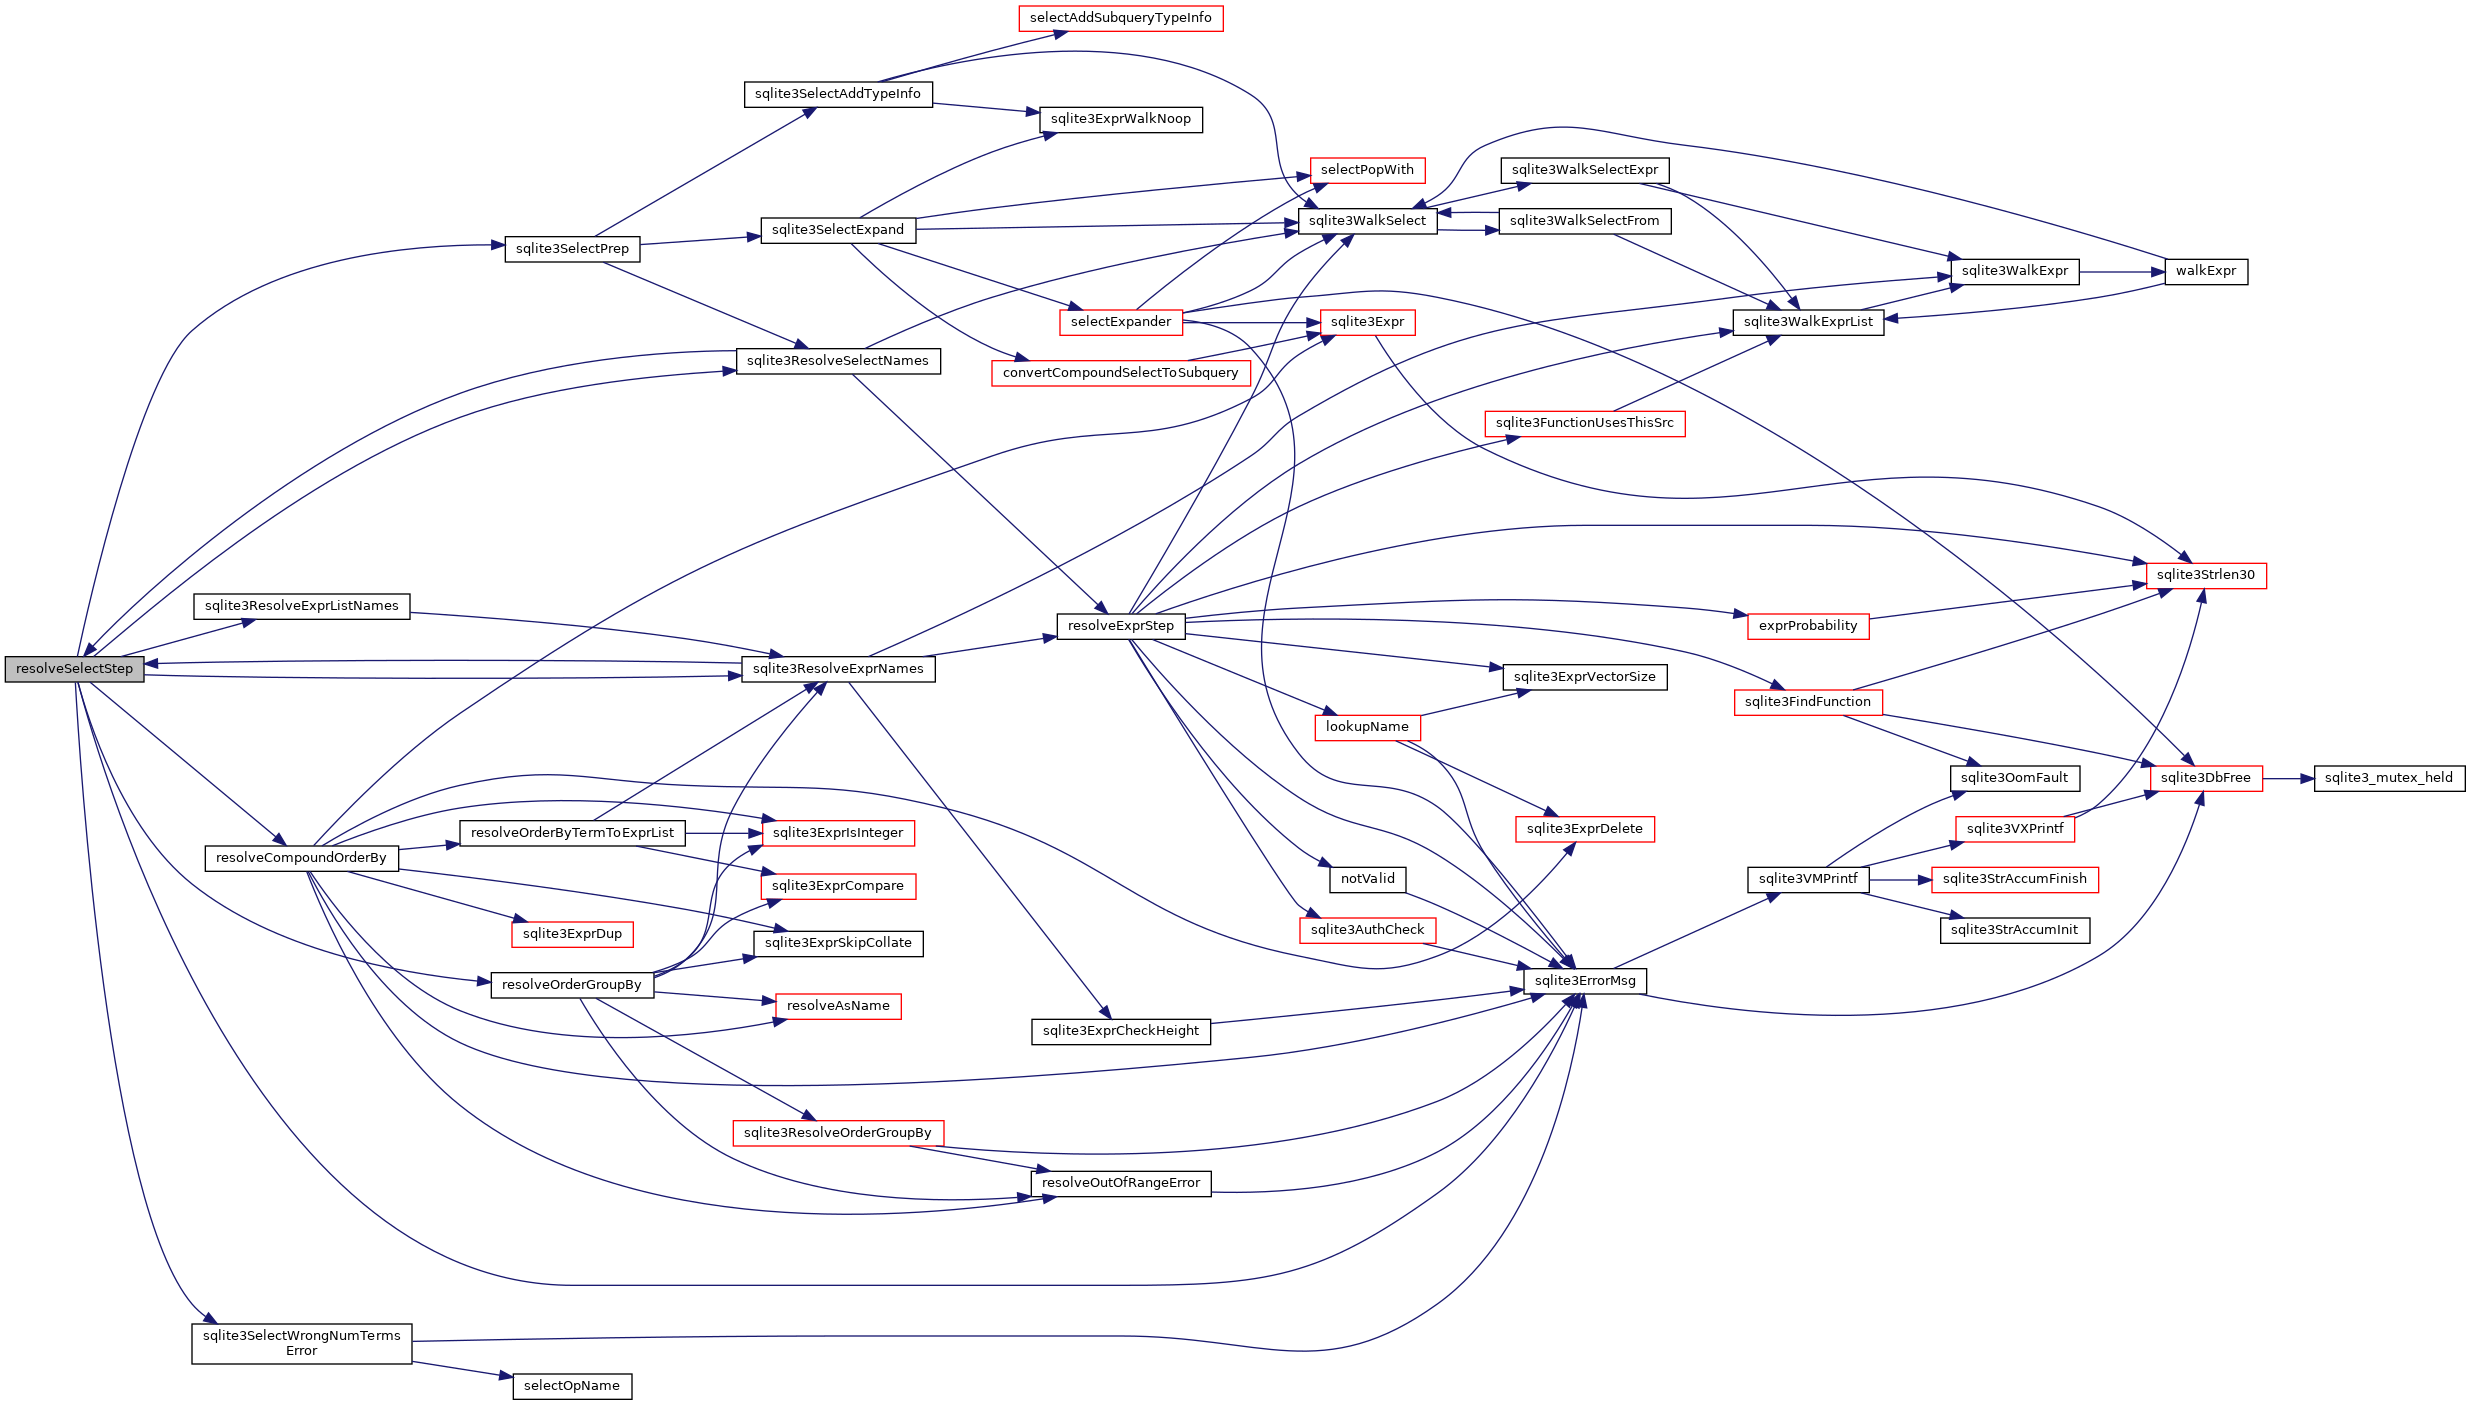 selectAddSubqueryTypeInfo
sqlite3SelectAddTypeInfo
sqlite3ExprWalkNoop
selectPopWith
sqlite3WalkSelectExpr
sqlite3WalkSelect
sqlite3WalkSelectFrom
sqlite3SelectExpand
sqlite3SelectPrep
sqlite3WalkExpr
walkExpr
selectExpander
sqlite3Expr
sqlite3WalkExprList
sqlite3ResolveSelectNames
convertCompoundSelectToSubquery
sqlite3FunctionUsesThisSrc
sqlite3Strlen30
sqlite3ResolveExprListNames
resolveExprStep
exprProbability
resolveSelectStep
sqlite3ResolveExprNames
sqlite3ExprVectorSize
sqlite3FindFunction
lookupName
sqlite3OomFault
sqlite3DbFree
sqlite3_mutex_held
resolveOrderByTermToExprList
sqlite3ExprIsInteger
sqlite3ExprDelete
sqlite3VXPrintf
resolveCompoundOrderBy
sqlite3ExprCompare
notValid
sqlite3VMPrintf
sqlite3StrAccumFinish
sqlite3ExprDup
sqlite3ExprSkipCollate
sqlite3AuthCheck
sqlite3StrAccumInit
resolveOrderGroupBy
sqlite3ErrorMsg
resolveAsName
sqlite3ExprCheckHeight
sqlite3ResolveOrderGroupBy
resolveOutOfRangeError
sqlite3SelectWrongNumTerms
Error
selectOpName